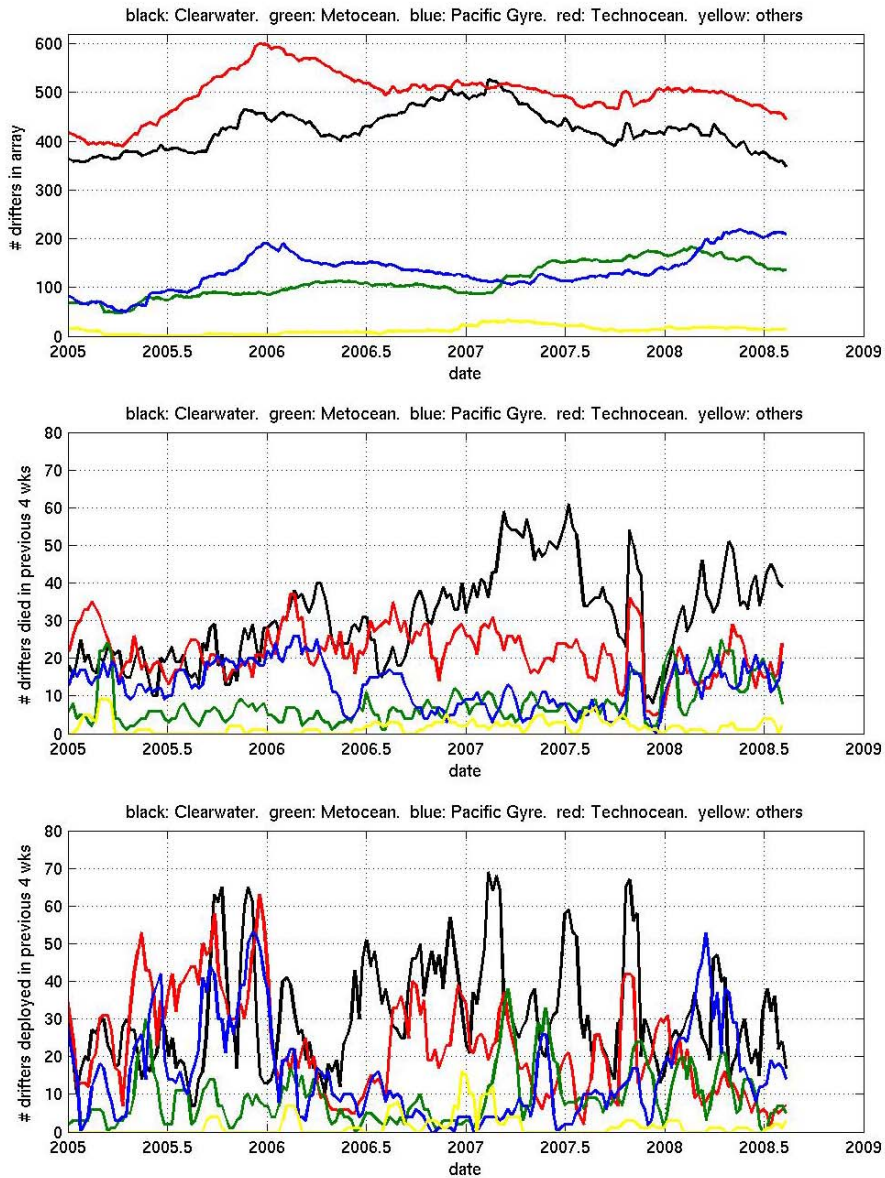 black: Clearwater. green: Metocean. blue: Pacific Gyre. red: Technocean. yellow: others
600
500
400
300
200
100
0
# drifters in array
2005 2005.5 2006 2006.5 2007 2007.5 2008 2008.5 2009
date
black: Clearwater. green: Metocean. blue: Pacific Gyre. red: Technocean. yellow: others
80
70
60
50
40
30
20
10
0
# drifters died in previous 4 wks
2005 2005.5 2006 2006.5 2007 2007.5 2008 2008.5 2009
date
black: Clearwater. green: Metocean. blue: Pacific Gyre. red: Technocean. yellow: others
80
70
60
50
40
30
20
10
0
# drifters deployed in previous 4 wks
2005 2005.5 2006 2006.5 2007 2007.5 2008 2008.5 2009
date